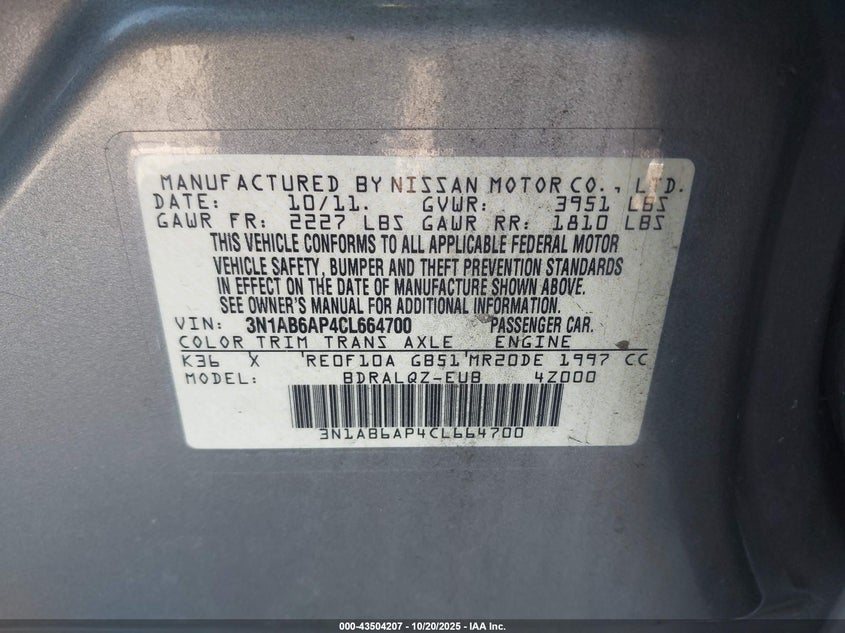 MANUFACTURED BY NISSAN MOTOR CO., LTD.
DATE: 10/11. GVWR: 3951 LBS
GAWR FR: 2227 LBS GAWR RR: 1810 LBS
THIS VEHICLE CONFORMS TO ALL APPLICABLE FEDERAL MOTOR
VEHICLE SAFETY, BUMPER AND THEFT PREVENTION STANDARDS
IN EFFECT ON THE DATE OF MANUFACTURE SHOWN ABOVE.
SEE OWNER'S MANUAL FOR ADDITIONAL INFORMATION.
VIN: 3N1AB6AP4CL664700 PASSENGER CAR.
COLOR TRIM TRANS AXLE ENGINE
K36 X RE0F10A GB51 MR20DE 1997 CC
MODEL: BDRALQZ-EUB 4Z000
3N1AB6AP4CL664700
000-43504207 - 10/20/2025 - IAA Inc.